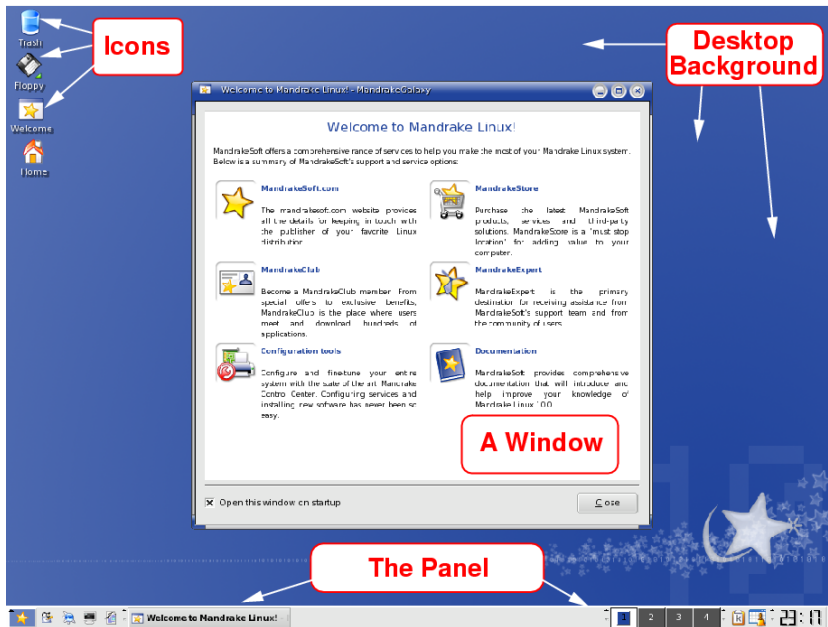 Trash
Icons
Floppy
Welcome
Home
Desktop
Background
Welcome to Mandrake Linux! - MandrakeGalaxy
Welcome to Mandrake Linux!
MandrakeSoft offers a comprehensive range of services to help you make the most of your Mandrake Linux system.
Below is a summary of MandrakeSoft's support and service options:
MandrakeSoft.com
The mandrakesoft.com website provides
all the details for keeping in touch with
the publisher of your favorite Linux
distribution.
MandrakeStore
Purchase the latest MandrakeSoft
products, services and third-party
solutions. MandrakeStore is a "must stop
location" for adding value to your
computer.
MandrakeClub
Become a MandrakeClub member. From
special offers to exclusive benefits,
MandrakeClub is the place where users
meet and download hundreds of
applications.
MandrakeExpert
MandrakeExpert is the primary
destination for receiving assistance from
MandrakeSoft's support team and from
the community of users.
Configuration tools
Configure and fine-tune your entire
system with the state of the art Mandrake
Control Center. Configuring services and
installing new software has never been so
easy.
Documentation
MandrakeSoft provides comprehensive
documentation that will introduce and
help improve your knowledge of
Mandrake Linux 10.0
A Window
Open this window on startup
Close
The Panel
Welcome to Mandrake Linux! -
1 2 3 4
23:17